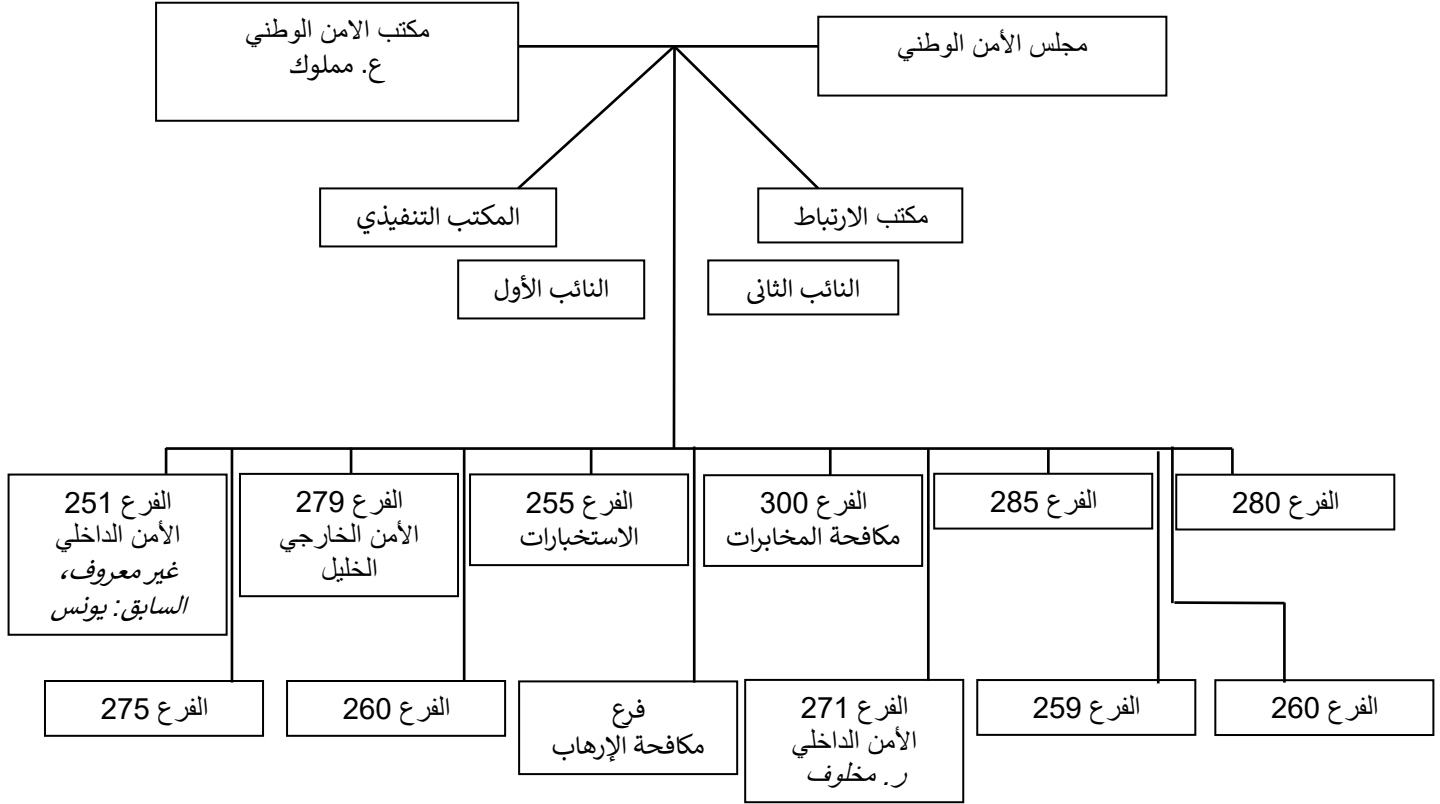 مجلس الأمن الوطني
مكتب الامن الوطني
ع. مملوك
مكتب الارتباط
المكتب التنفيذي
النائب الثانى
النائب الأول
الفرع 280
الفرع 285
الفرع 300
مكافحة المخابرات
الفرع 255
الاستخبارات
الفرع 279
الأمن الخارجي
الخليل
الفرع 251
الأمن الداخلي
غير معروف،
السابق: يونس
الفرع 260
الفرع 259
الفرع 271
الأمن الداخلي
ر. مخلوف
فرع
مكافحة الإرهاب
الفرع 260
الفرع 275